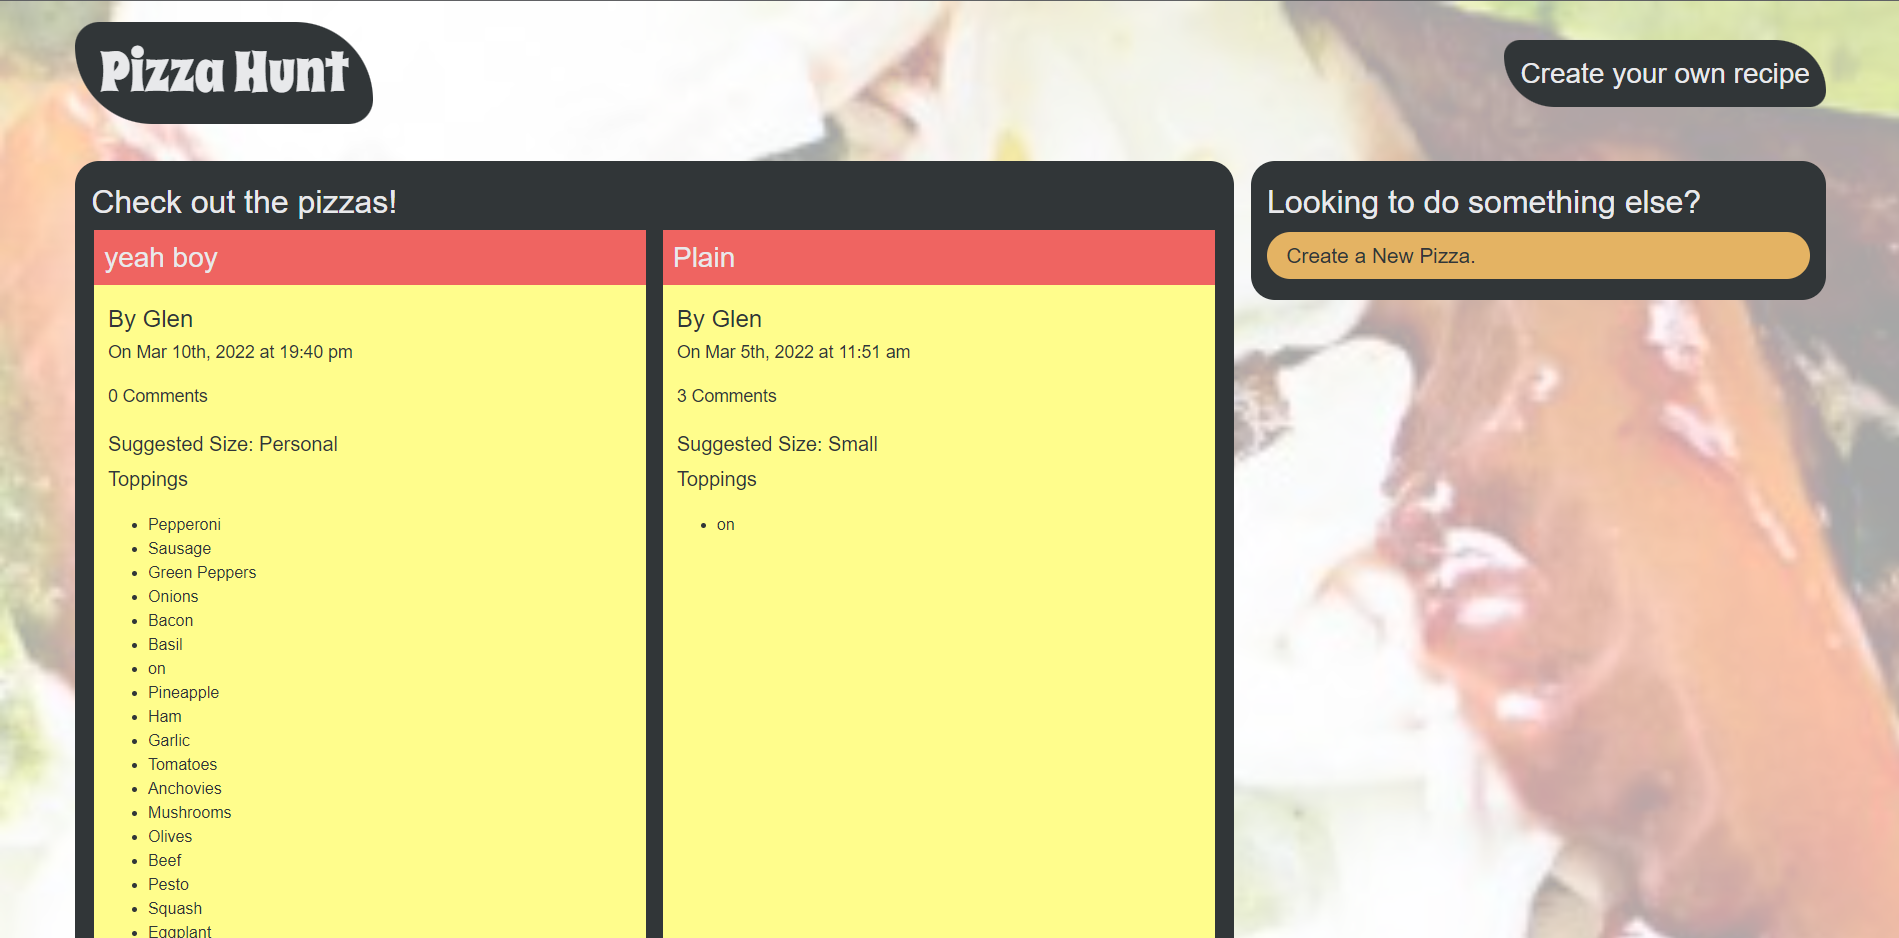 Pizza Hunt
Create your own recipe
Check out the pizzas!
yeah boy
By Glen
On Mar 10th, 2022 at 19:40 pm
0 Comments
Suggested Size: Personal
Toppings
Pepperoni
Sausage
Green Peppers
Onions
Bacon
Basil
on
Pineapple
Ham
Garlic
Tomatoes
Anchovies
Mushrooms
Olives
Beef
Pesto
Squash
Eggplant
Plain
By Glen
On Mar 5th, 2022 at 11:51 am
3 Comments
Suggested Size: Small
Toppings
on
Looking to do something else?
Create a New Pizza.